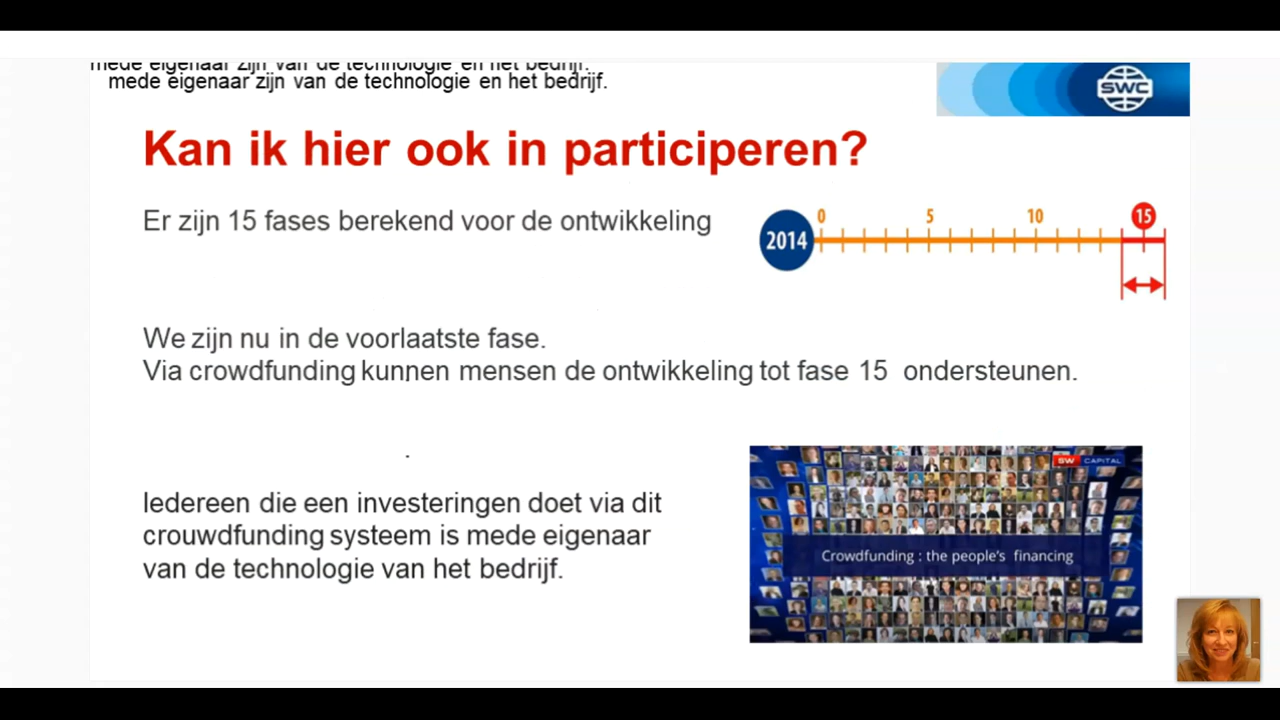 mede eigenaar zijn van de technologie en het bedrijf.
mede eigenaar zijn van de technologie en het bedrijf.
SWC
Kan ik hier ook in participeren?
Er zijn 15 fases berekend voor de ontwikkeling
2014 0 5 10 15
We zijn nu in de voorlaatste fase.
Via crowdfunding kunnen mensen de ontwikkeling tot fase 15 ondersteunen.
Iedereen die een investeringen doet via dit
crouwdfunding systeem is mede eigenaar
van de technologie van het bedrijf.
SW CAPITAL
Crowdfunding : the people's financing